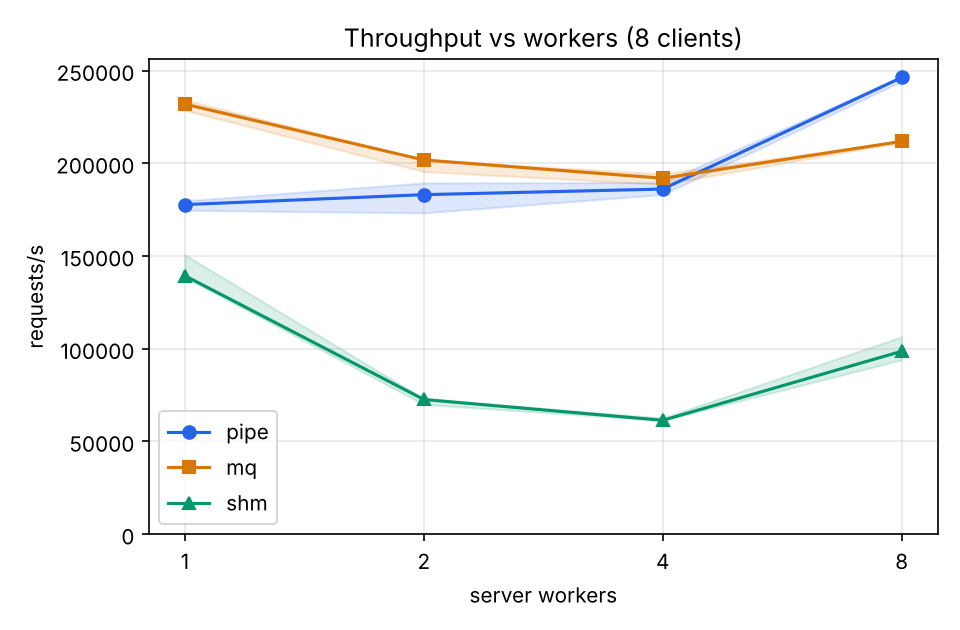 Throughput vs workers (8 clients)
requests/s
250000
200000
150000
100000
50000
0
pipe
mq
shm
1 2 4 8
server workers